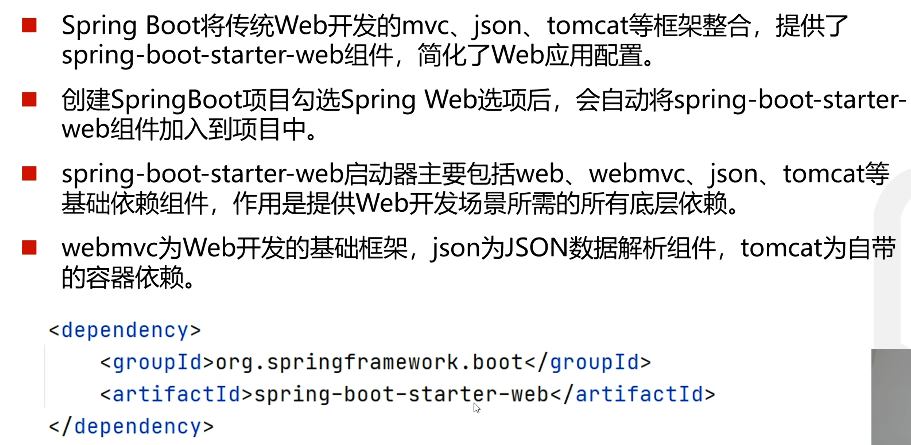 Spring Boot将传统Web开发的mvc、json、tomcat等框架整合，提供了
spring-boot-starter-web组件，简化了Web应用配置。
创建SpringBoot项目勾选Spring Web选项后，会自动将spring-boot-starter-
web组件加入到项目中。
spring-boot-starter-web启动器主要包括web、webmvc、json、tomcat等
基础依赖组件，作用是提供Web开发场景所需的所有底层依赖。
webmvc为Web开发的基础框架，json为JSON数据解析组件，tomcat为自带
的容器依赖。
<dependency>
    <groupId>org.springframework.boot</groupId>
    <artifactId>spring-boot-starter-web</artifactId>
</dependency>